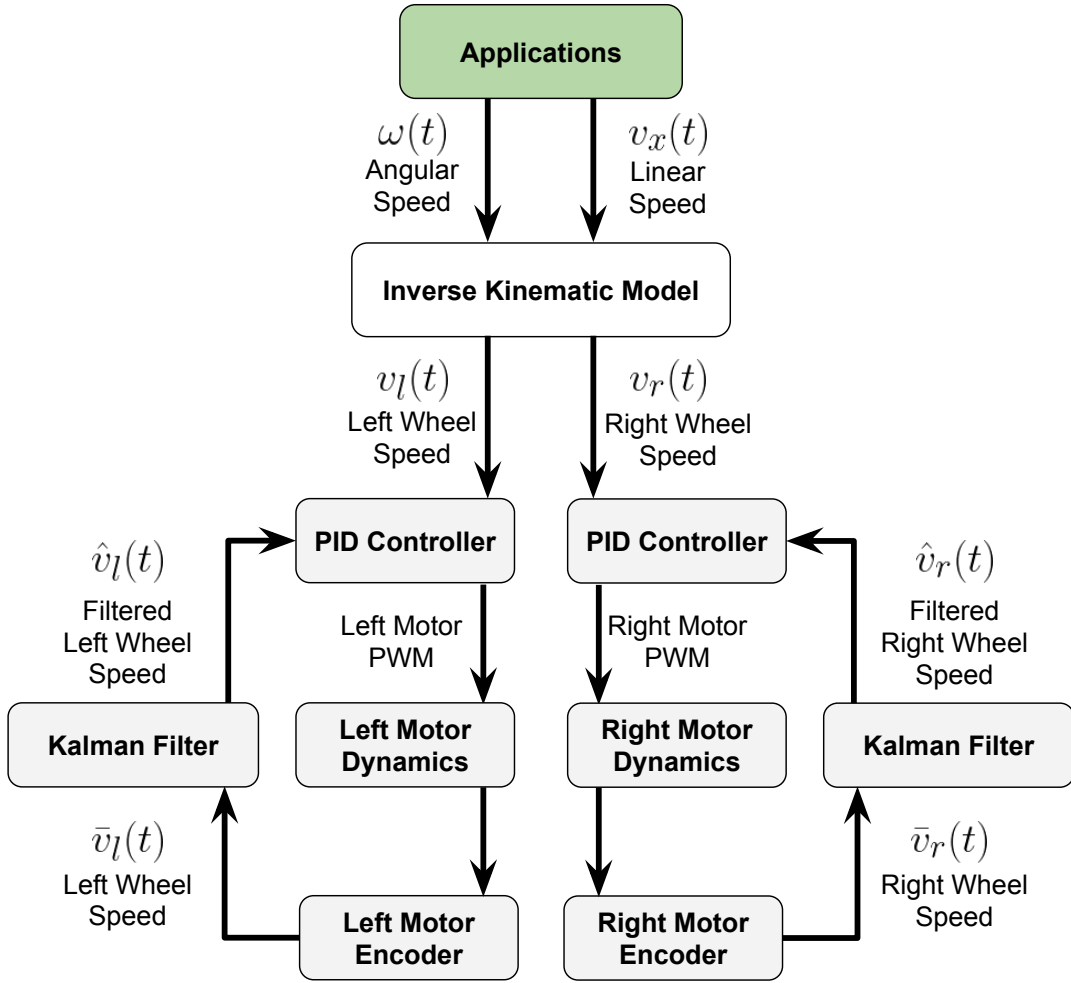 Applications
ω(t)
Angular
Speed
v_x(t)
Linear
Speed
Inverse Kinematic Model
v_l(t)
Left Wheel
Speed
v_r(t)
Right Wheel
Speed
PID Controller
PID Controller
v̂_l(t)
Filtered
Left Wheel
Speed
Left Motor
PWM
Right Motor
PWM
v̂_r(t)
Filtered
Right Wheel
Speed
Kalman Filter
Left Motor
Dynamics
Right Motor
Dynamics
Kalman Filter
v̄_l(t)
Left Wheel
Speed
v̄_r(t)
Right Wheel
Speed
Left Motor
Encoder
Right Motor
Encoder